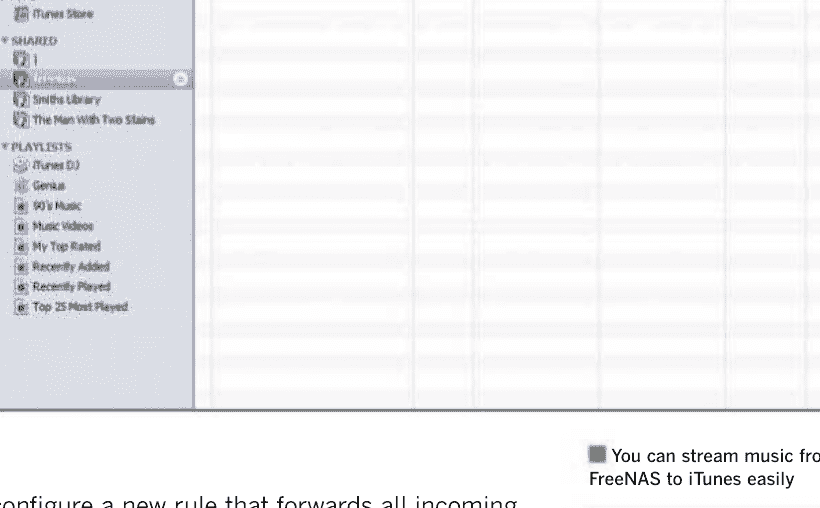 iTunes Store
SHARED
1
Smiths Library
The Man With Two Stains
PLAYLISTS
iTunes DJ
Genius
90's Music
Music Videos
My Top Rated
Recently Added
Recently Played
Top 25 Most Played
You can stream music fro
FreeNAS to iTunes easily
configure a new rule that forwards all incoming